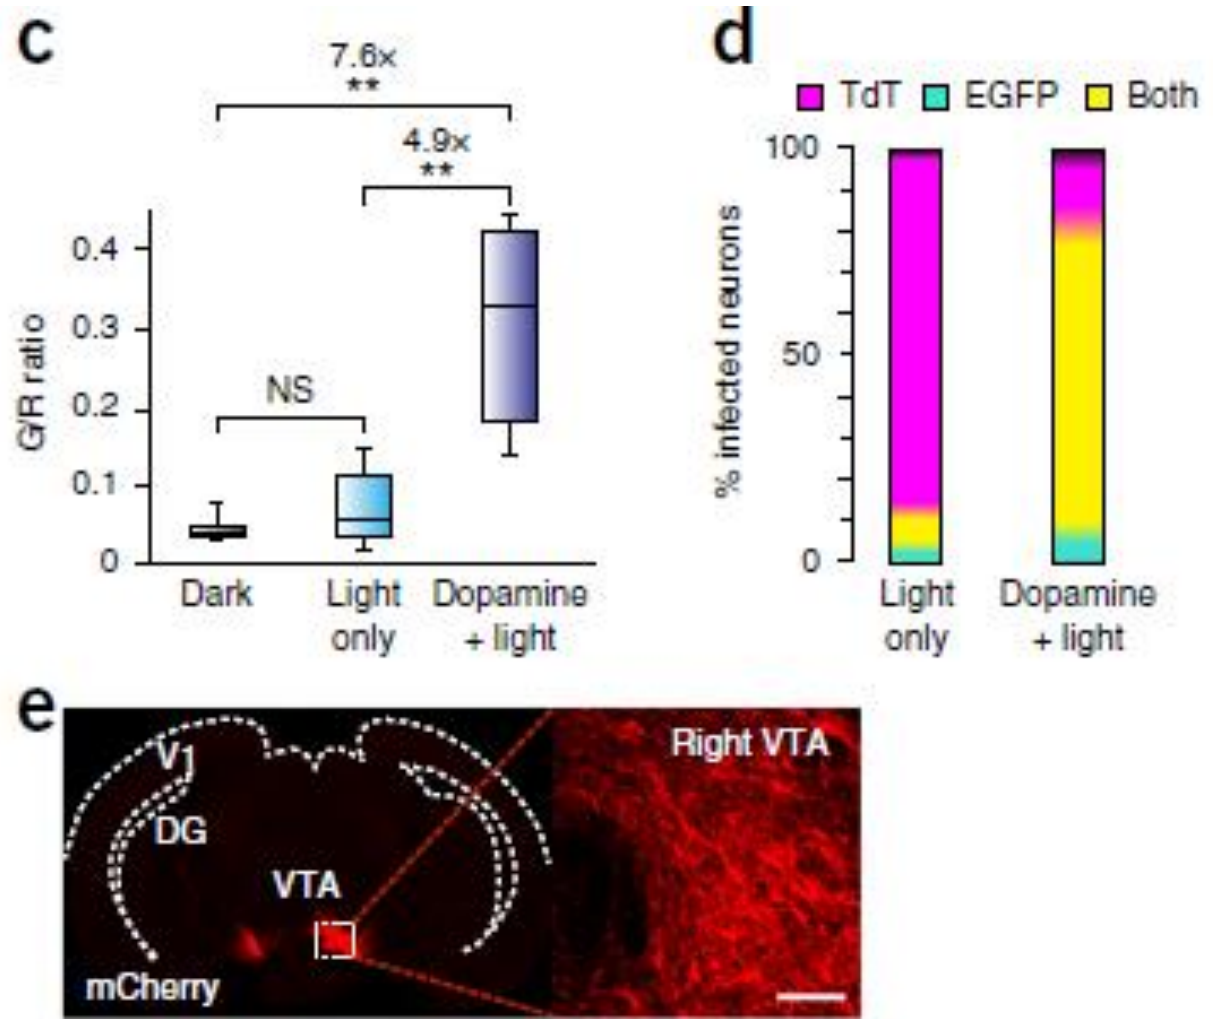 c
7.6×
**
4.9×
**
NS
G/R ratio
0.4
0.3
0.2
0.1
0
Dark
Light
only
Dopamine
+ light
d
TdT EGFP Both
% infected neurons
100
50
0
Light
only
Dopamine
+ light
e
V1
DG
VTA
mCherry
Right VTA